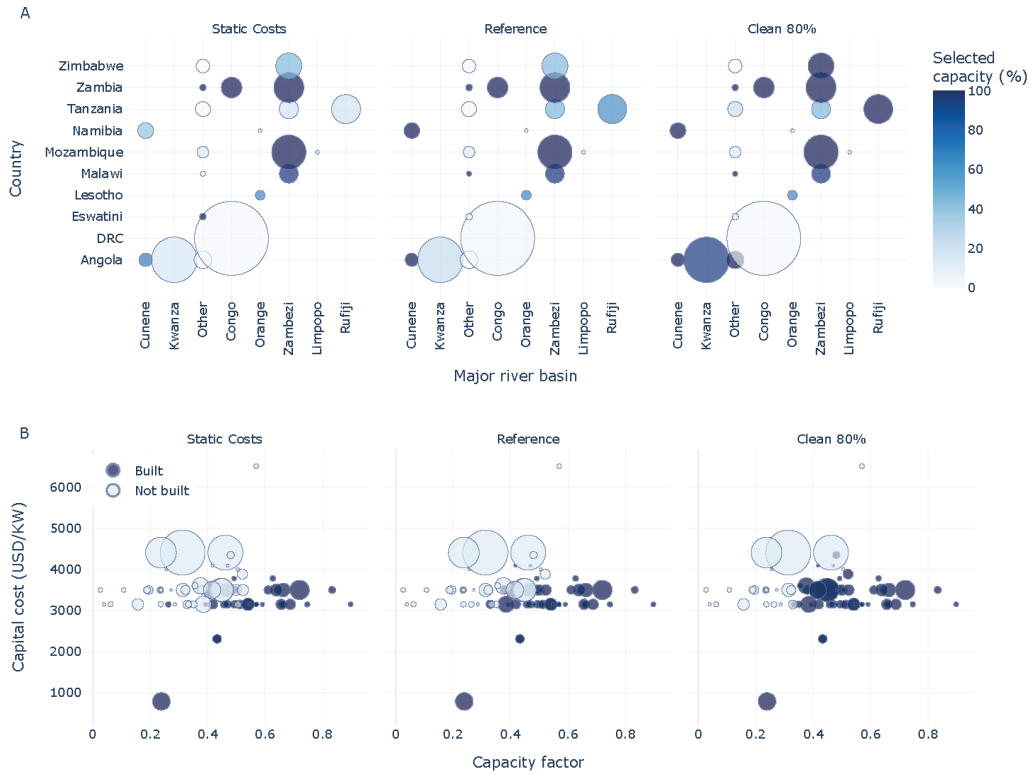 A
Static Costs
Reference
Clean 80%
Selected
capacity (%)
Country
Zimbabwe
Zambia
Tanzania
Namibia
Mozambique
Malawi
Lesotho
Eswatini
DRC
Angola
100
80
60
40
20
0
Cunene
Kwanza
Other
Congo
Orange
Zambezi
Limpopo
Rufiji
Cunene
Kwanza
Other
Congo
Orange
Zambezi
Limpopo
Rufiji
Cunene
Kwanza
Other
Congo
Orange
Zambezi
Limpopo
Rufiji
Major river basin
B
Static Costs
Reference
Clean 80%
Built
Not built
Capital cost (USD/KW)
6000
5000
4000
3000
2000
1000
0 0.2 0.4 0.6 0.8
0 0.2 0.4 0.6 0.8
0 0.2 0.4 0.6 0.8
Capacity factor